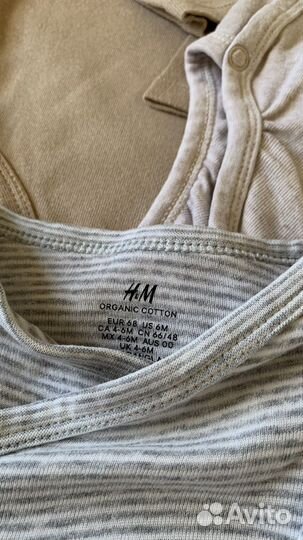 H&M
ORGANIC COTTON
EUR 68 US 6M
CA 4-6M CN 66/48
MX 4-6M AUS 00
UK 4-6M
Avito